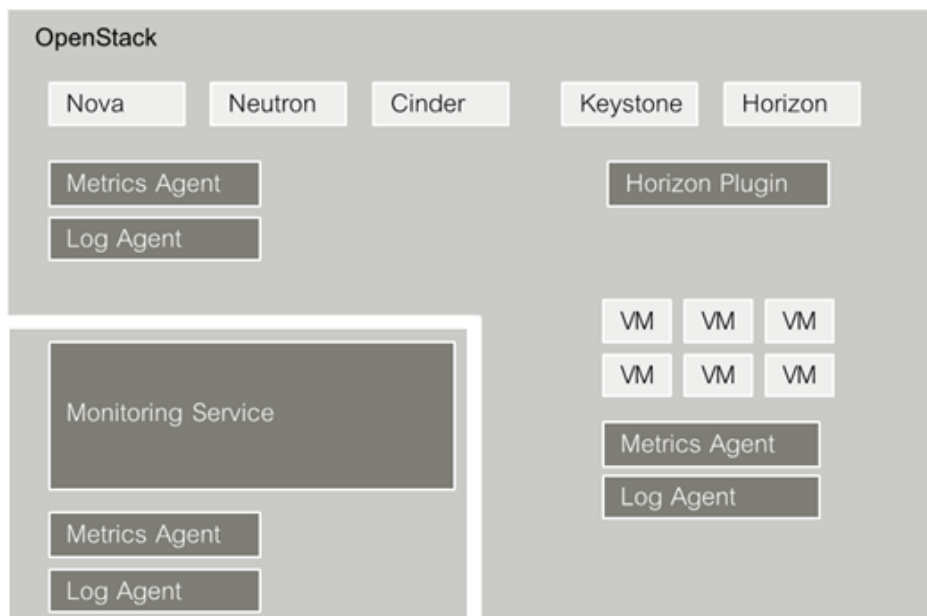 OpenStack
Nova Neutron Cinder Keystone Horizon
Metrics Agent Horizon Plugin
Log Agent
VM VM VM
VM VM VM
Monitoring Service
Metrics Agent
Log Agent
Metrics Agent
Log Agent